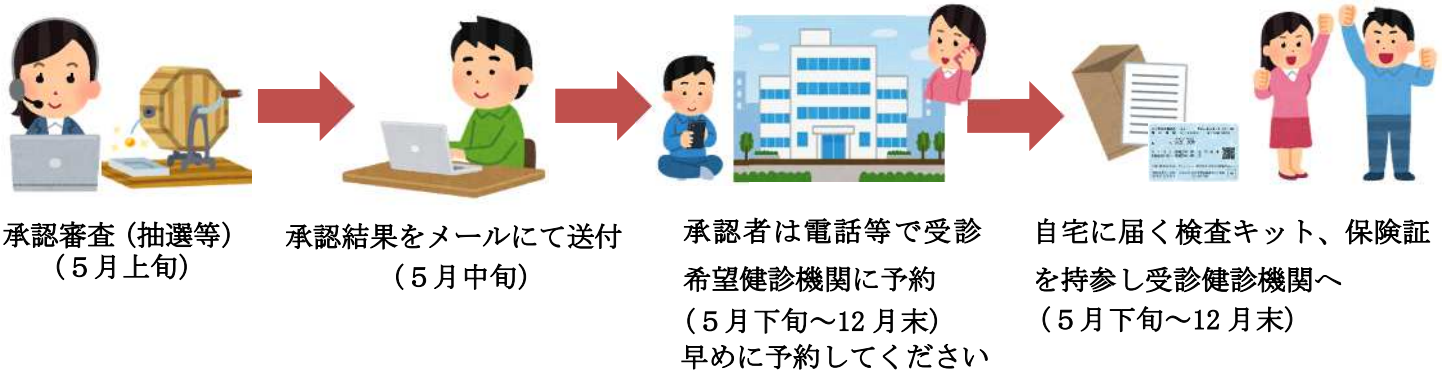 承認審査（抽選等）
（５月上旬）
承認結果をメールにて送付
（５月中旬）
承認者は電話等で受診
希望健診機関に予約
（５月下旬～12月末）
早めに予約してください
自宅に届く検査キット、保険証
を持参し受診健診機関へ
（５月下旬～12月末）